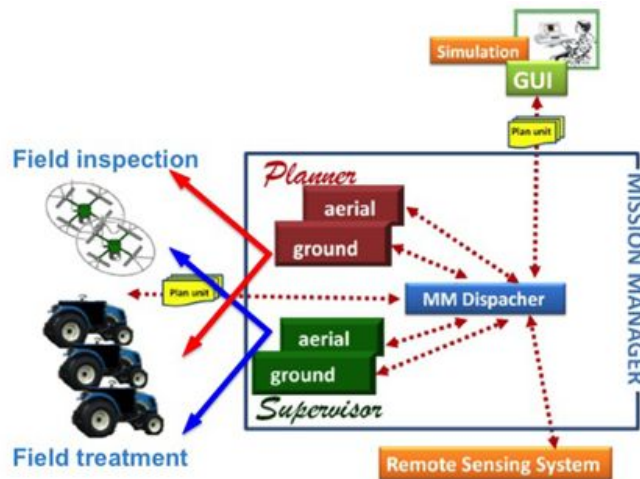 Simulation
GUI
Plan unit
Field inspection
Planner
aerial
ground
MISSION MANAGER
Plan unit
MM Dispacher
aerial
ground
Supervisor
Field treatment
Remote Sensing System